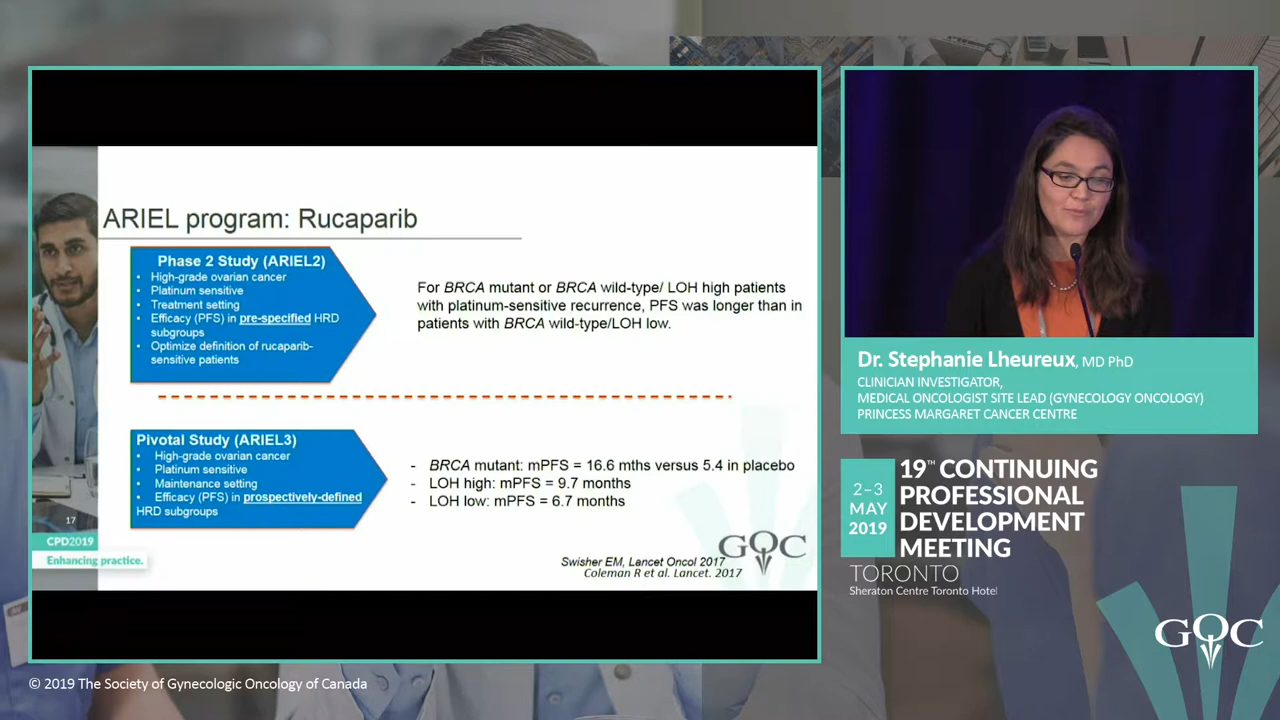 ARIEL program: Rucaparib
Phase 2 Study (ARIEL2)
• High-grade ovarian cancer
• Platinum sensitive
• Treatment setting
• Efficacy (PFS) in pre-specified HRD
subgroups
• Optimize definition of rucaparib-
sensitive patients
For BRCA mutant or BRCA wild-type/ LOH high patients
with platinum-sensitive recurrence, PFS was longer than in
patients with BRCA wild-type/LOH low.
Pivotal Study (ARIEL3)
• High-grade ovarian cancer
• Platinum sensitive
• Maintenance setting
• Efficacy (PFS) in prospectively-defined
HRD subgroups
- BRCA mutant: mPFS = 16.6 mths versus 5.4 in placebo
- LOH high: mPFS = 9.7 months
- LOH low: mPFS = 6.7 months
17
CPD2019
Enhancing practice.
Swisher EM, Lancet Oncol 2017
Coleman R et al. Lancet. 2017
GOC
Dr. Stephanie Lheureux, MD PhD
CLINICIAN INVESTIGATOR,
MEDICAL ONCOLOGIST SITE LEAD (GYNECOLOGY ONCOLOGY)
PRINCESS MARGARET CANCER CENTRE
2–3
MAY
2019
19™ CONTINUING
PROFESSIONAL
DEVELOPMENT
MEETING
TORONTO
Sheraton Centre Toronto Hotel
GOC
© 2019 The Society of Gynecologic Oncology of Canada